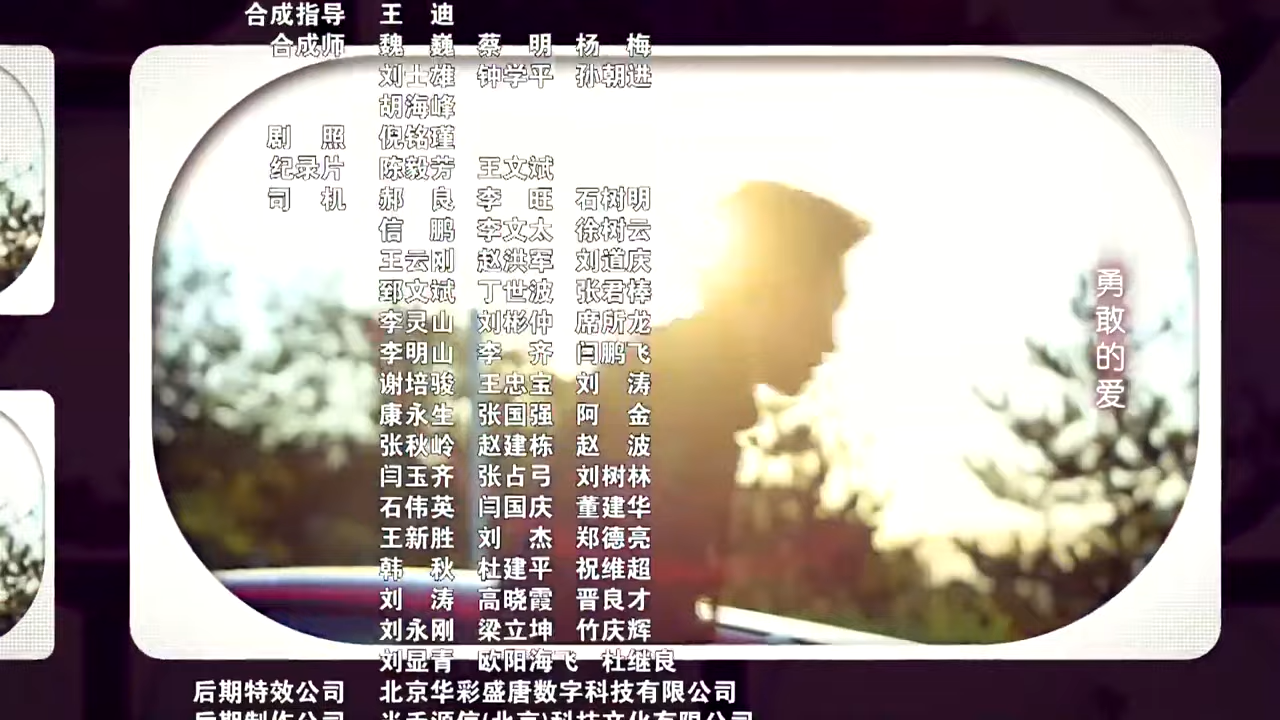 合成指导 王 迪
合成师 魏 巍 蔡 明 杨 梅
刘士雄 钟学平 孙朝进
胡海峰
剧 照 倪铭瑾
纪录片 陈毅芳 王文斌
司 机 郝 良 李 旺 石树明
信 鹏 李文太 徐树云
王云刚 赵洪军 刘道庆
郅文斌 丁世波 张君棒
李灵山 刘彬仲 席所龙
李明山 李 齐 闫鹏飞
谢培骏 王忠宝 刘 涛
康永生 张国强 阿 金
张秋岭 赵建栋 赵 波
闫玉齐 张占弓 刘树林
石伟英 闫国庆 董建华
王新胜 刘 杰 郑德亮
韩 秋 杜建平 祝维超
刘 涛 高晓霞 晋良才
刘永刚 梁立坤 竹庆辉
刘显青 欧阳海飞 杜继良
后期特效公司 北京华彩盛唐数字科技有限公司
勇敢的爱